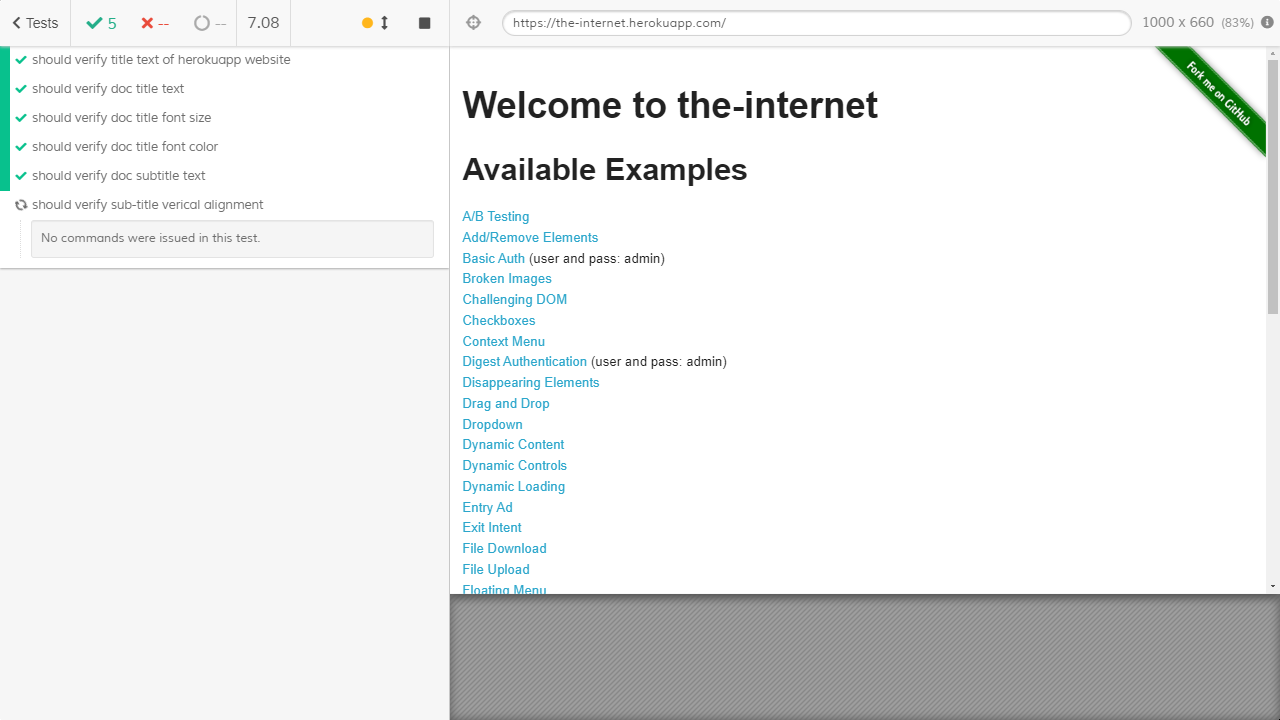 Tests 5 -- -- 7.08
https://the-internet.herokuapp.com/ 1000 x 660 (83%)
should verify title text of herokuapp website
should verify doc title text
should verify doc title font size
should verify doc title font color
should verify doc subtitle text
should verify sub-title verical alignment
No commands were issued in this test.
Fork me on GitHub
Welcome to the-internet
Available Examples
A/B Testing
Add/Remove Elements
Basic Auth (user and pass: admin)
Broken Images
Challenging DOM
Checkboxes
Context Menu
Digest Authentication (user and pass: admin)
Disappearing Elements
Drag and Drop
Dropdown
Dynamic Content
Dynamic Controls
Dynamic Loading
Entry Ad
Exit Intent
File Download
File Upload
Floating Menu